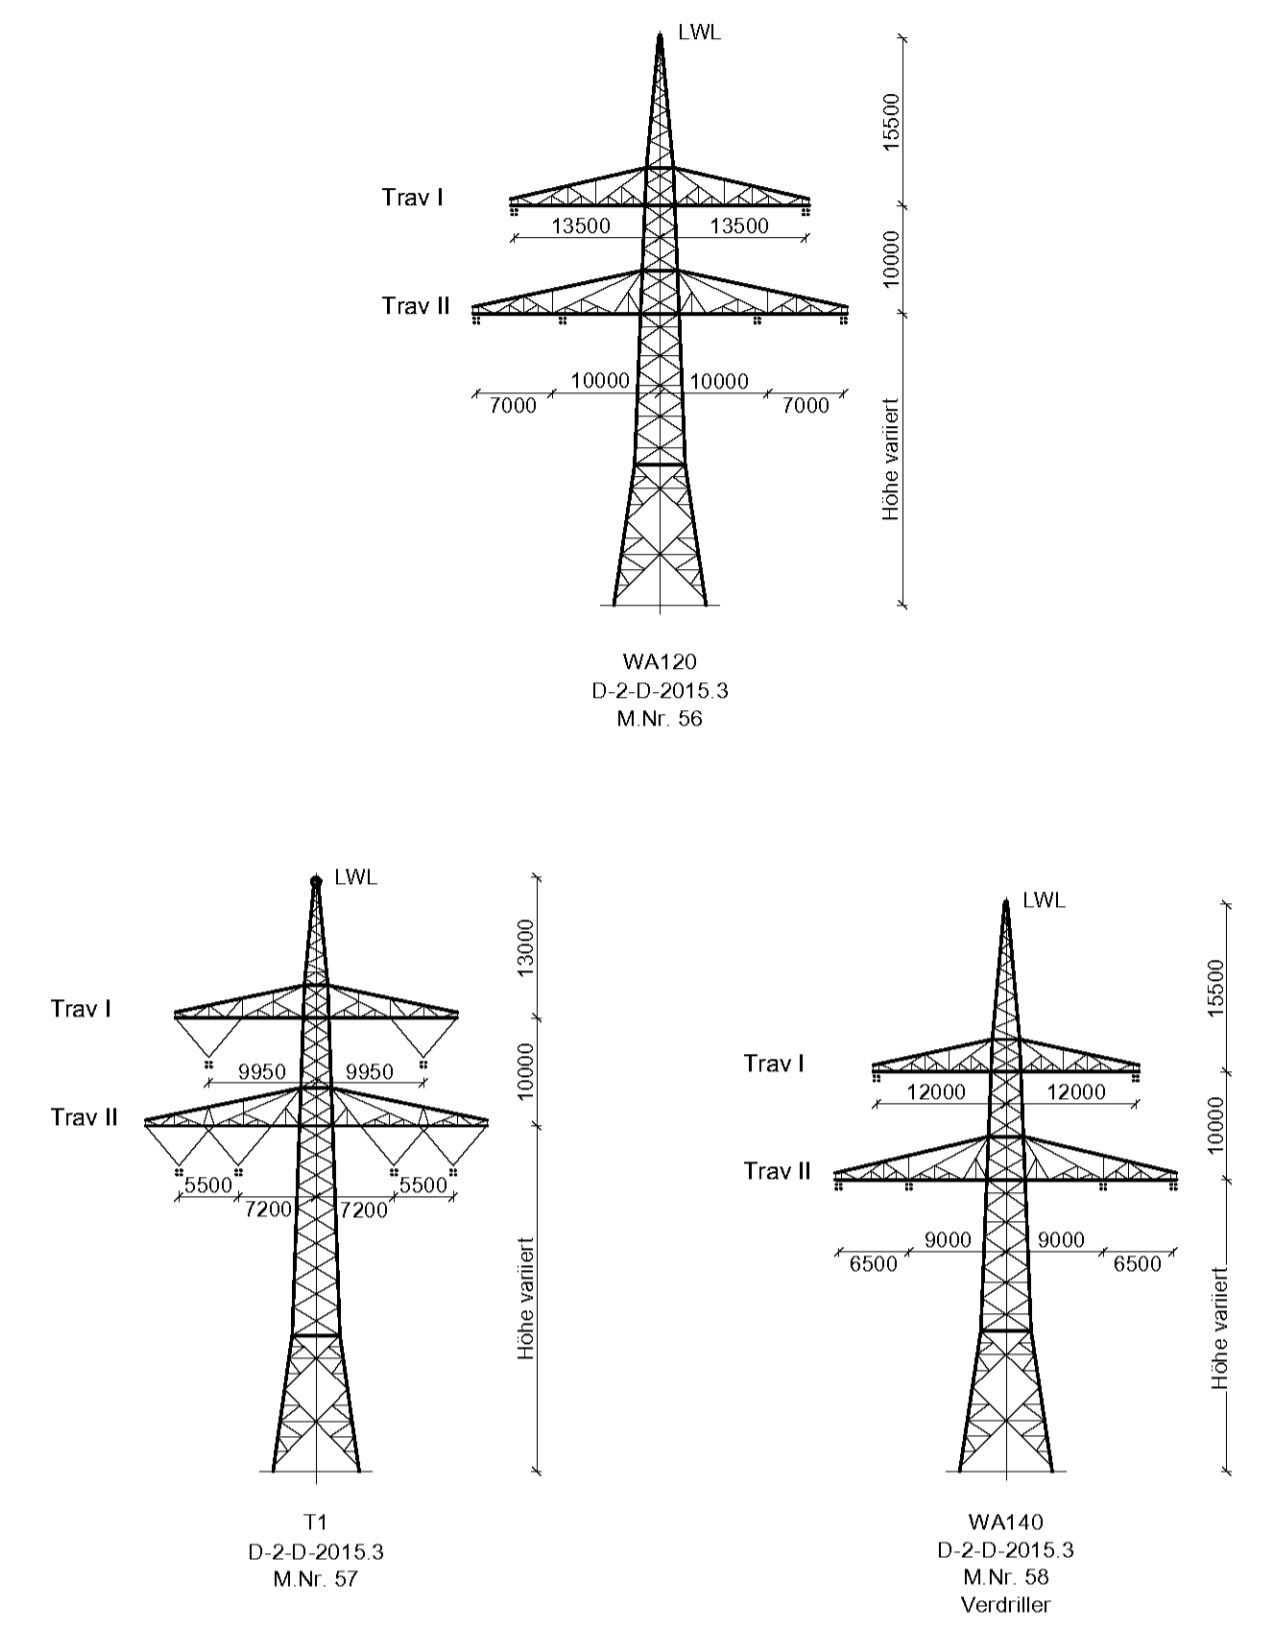 LWL
15500
Trav I
13500 13500
10000
Trav II
10000 10000
7000 7000
Höhe variiert
WA120
D-2-D-2015.3
M.Nr. 56
LWL
13000
Trav I
9950 9950
10000
Trav II
5500 5500
7200 7200
Höhe variiert
T1
D-2-D-2015.3
M.Nr. 57
LWL
15500
Trav I
12000 12000
10000
Trav II
9000 9000
6500 6500
Höhe variiert
WA140
D-2-D-2015.3
M.Nr. 58
Verdriller